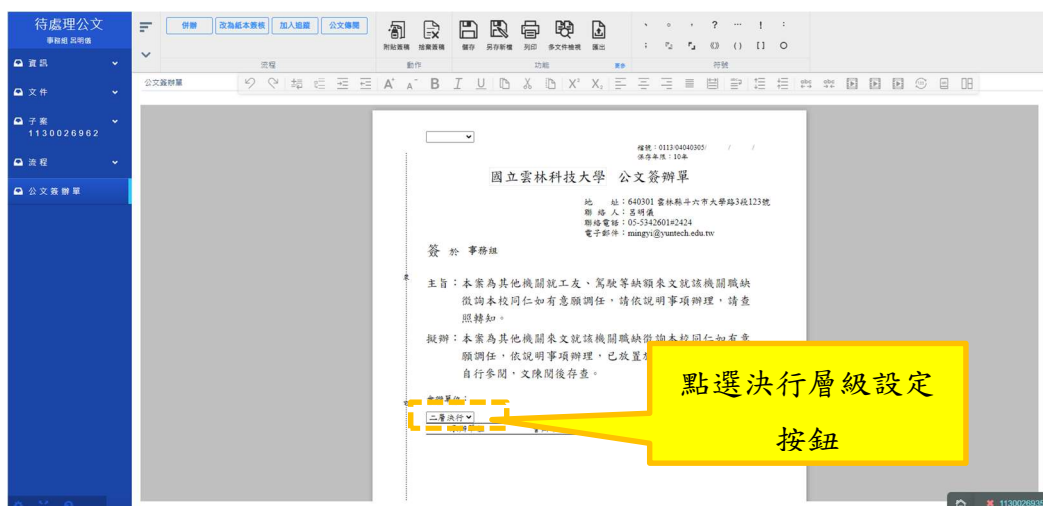 待處理公文
事務組 呂明儀
資訊
文件
子案
1130026962
流程
公文簽辦單
併辦 改為紙本簽核 加入追蹤 公文傳閱
流程
附貼簽稿 捨棄簽稿
動作
儲存 另存新檔 列印 多文件檢視 匯出
功能
更多
符號
公文簽辦單
檔號：0113/04040305/ / /
保存年限：10年
國立雲林科技大學 公文簽辦單
地 址：640301 雲林縣斗六市大學路3段123號
聯 絡 人：呂明儀
聯絡電話：05-5342601#2424
電子郵件：mingyi@yuntech.edu.tw
簽 於 事務組
主旨：本案為其他機關就工友、駕駛等缺額來文就該機關職缺
徵詢本校同仁如有意願調任，請依說明事項辦理，請查
照轉知。
擬辦：本案為其他機關來文就該機關職缺徵詢本校同仁如有意
願調任，依說明事項辦理，已放置
自行參閱，文陳閱後存查。
會辦單位：
二層決行
點選決行層級設定
按鈕
1130026935